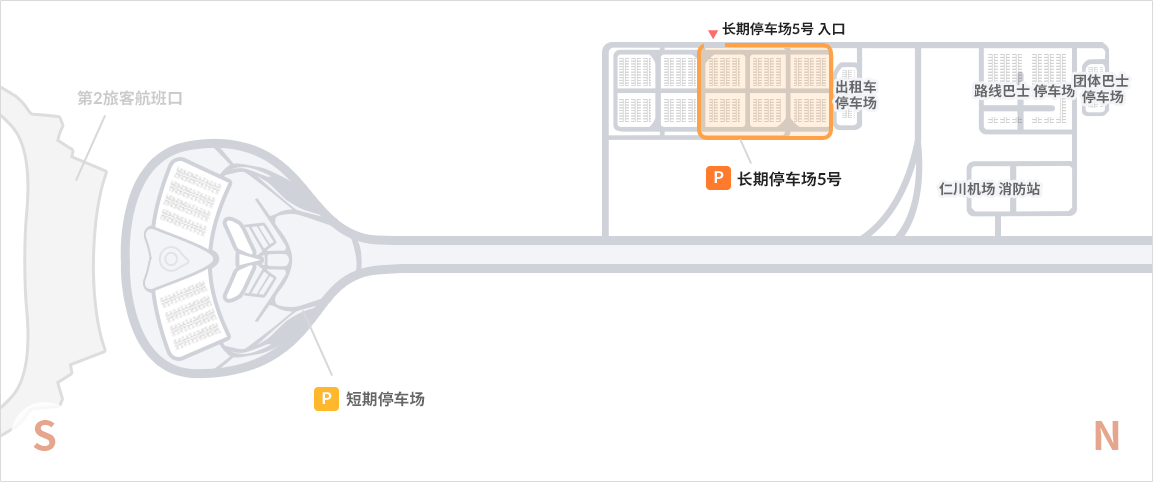 长期停车场5号 入口
第2旅客航班口
出租车
停车场
路线巴士 停车场
团体巴士
停车场
P 长期停车场5号
仁川机场 消防站
P 短期停车场
S
N